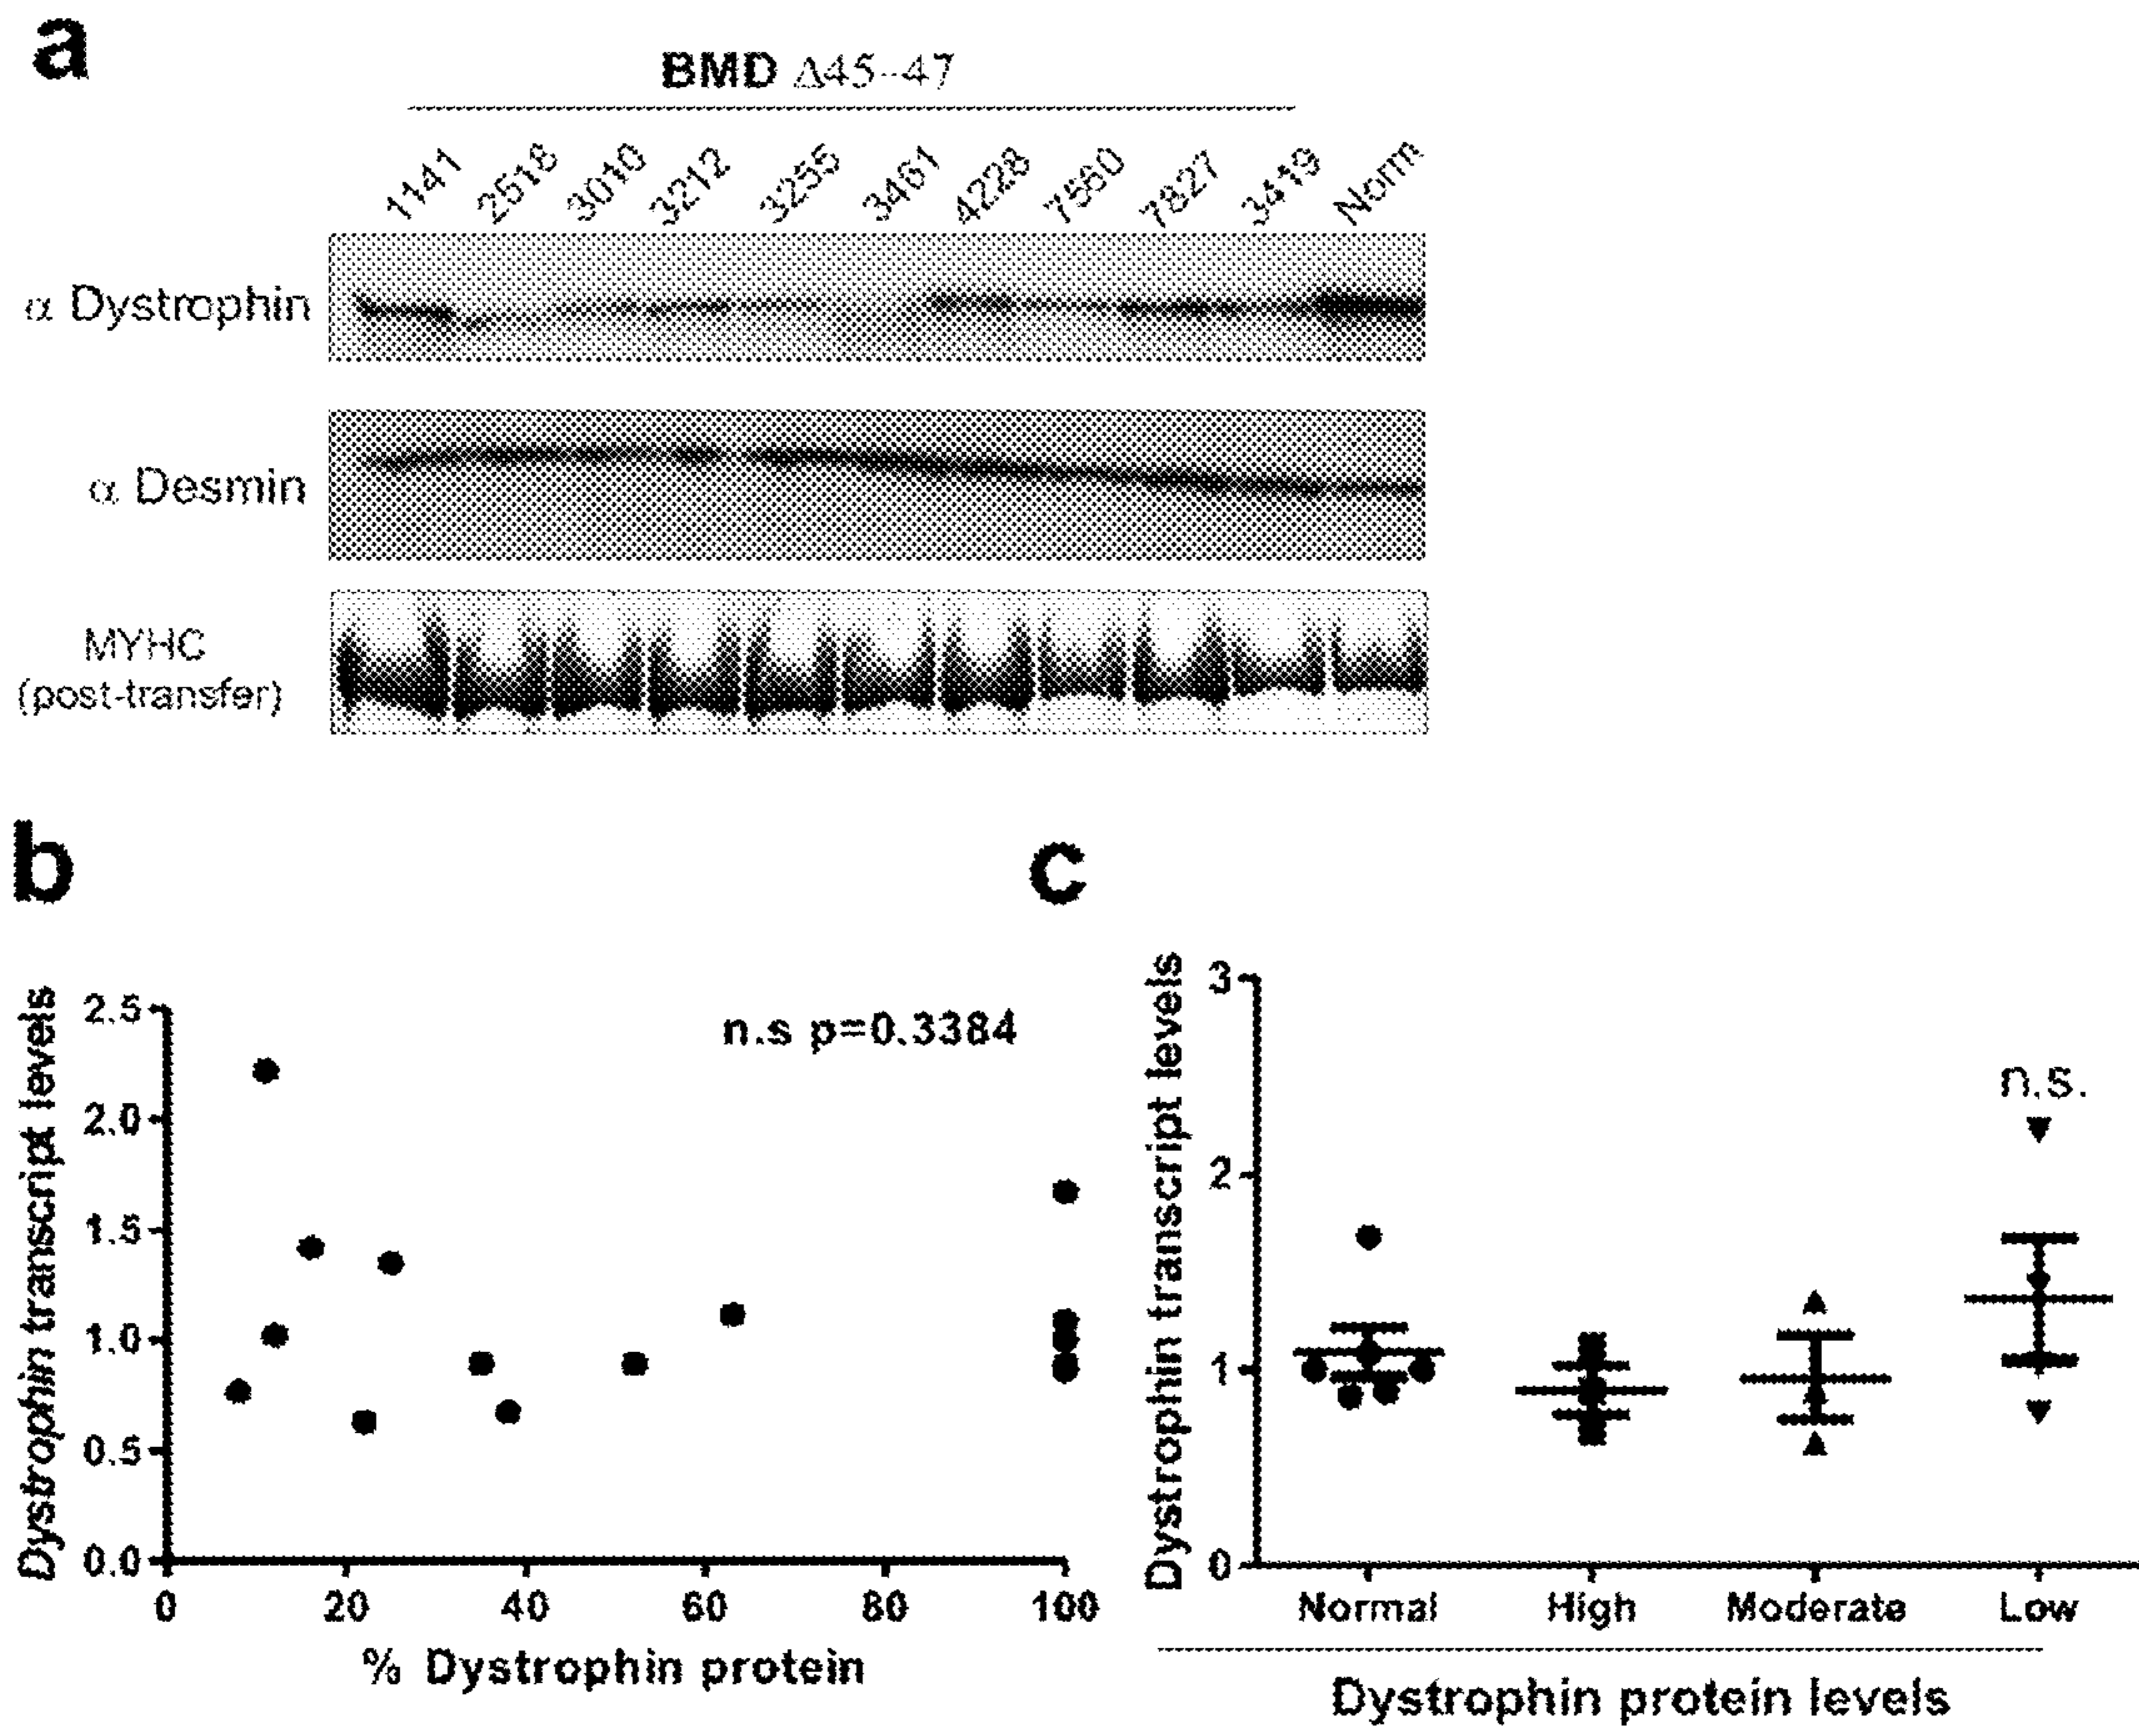 a
BMD Δ45-47
1141 2518 3010 3212 3255 3461 4228 7560 7827 3419 Norm
α Dystrophin
α Desmin
MYHC
(post-transfer)
b
Dystrophin transcript levels
2.5
2.0
1.5
1.0
0.5
0.0
n.s p=0.3384
0 20 40 60 80 100
% Dystrophin protein
c
Dystrophin transcript levels
3
2
1
0
n.s.
Normal High Moderate Low
Dystrophin protein levels